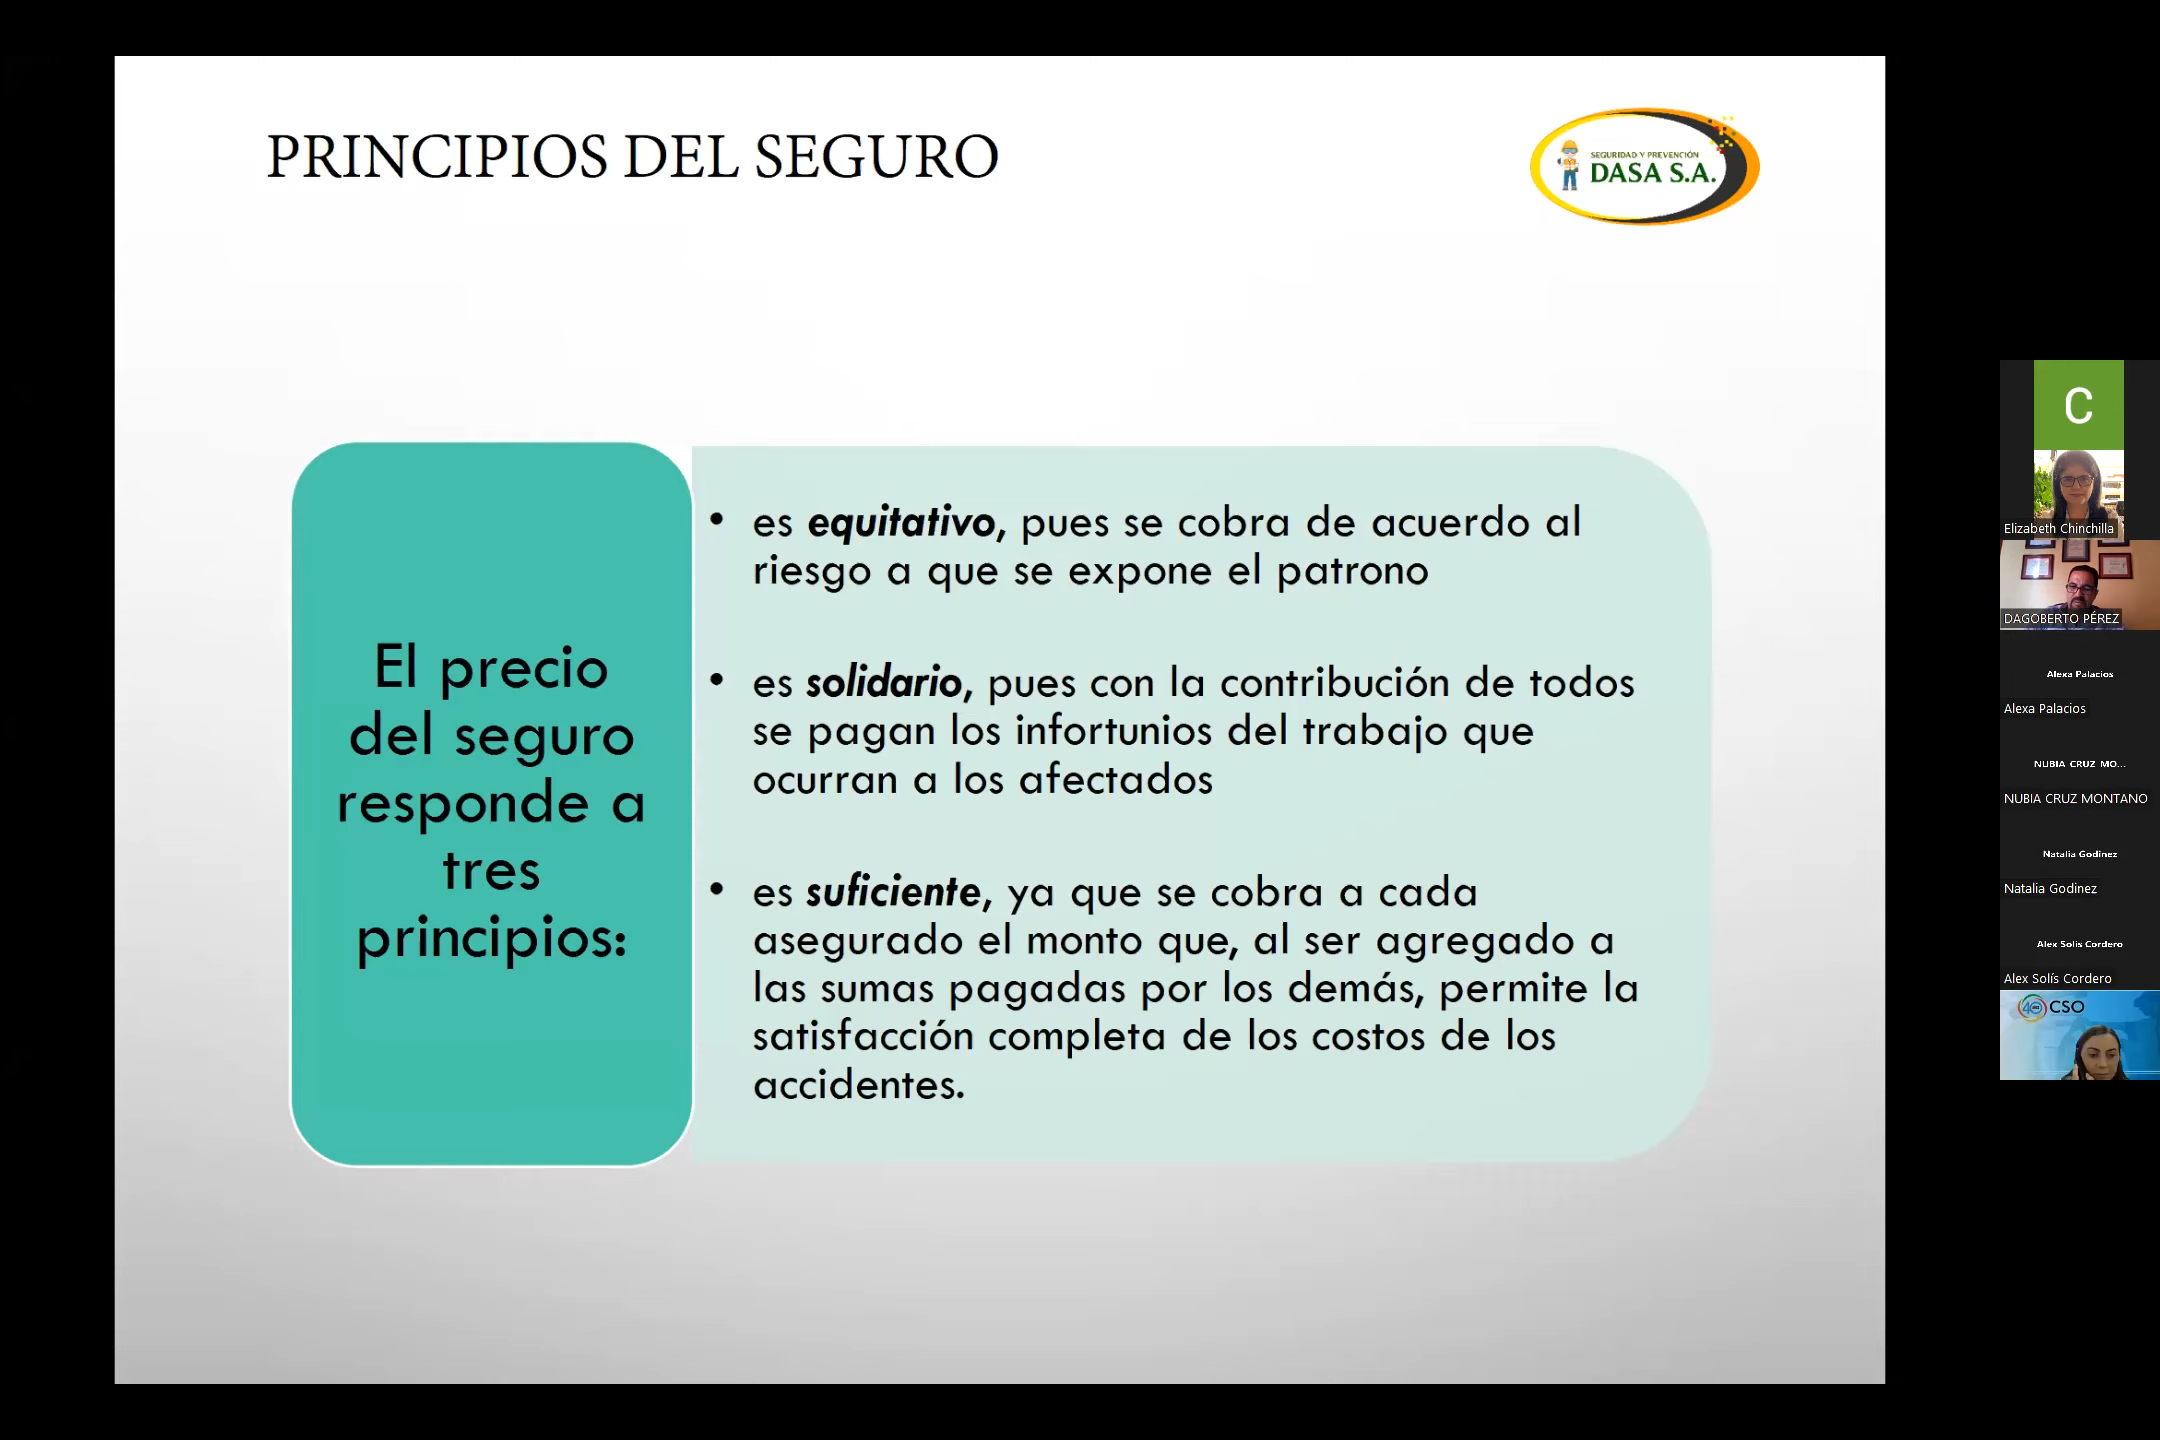 PRINCIPIOS DEL SEGURO
SEGURIDAD Y PREVENCIÓN
DASA S.A.
El precio
del seguro
responde a
tres
principios:
• es equitativo, pues se cobra de acuerdo al
riesgo a que se expone el patrono
• es solidario, pues con la contribución de todos
se pagan los infortunios del trabajo que
ocurran a los afectados
• es suficiente, ya que se cobra a cada
asegurado el monto que, al ser agregado a
las sumas pagadas por los demás, permite la
satisfacción completa de los costos de los
accidentes.
C
Elizabeth Chinchilla
DAGOBERTO PÉREZ
Alexa Palacios
Alexa Palacios
NUBIA CRUZ MO...
NUBIA CRUZ MONTANO
Natalia Godinez
Natalia Godinez
Alex Solis Cordero
Alex Solís Cordero
40 CSO